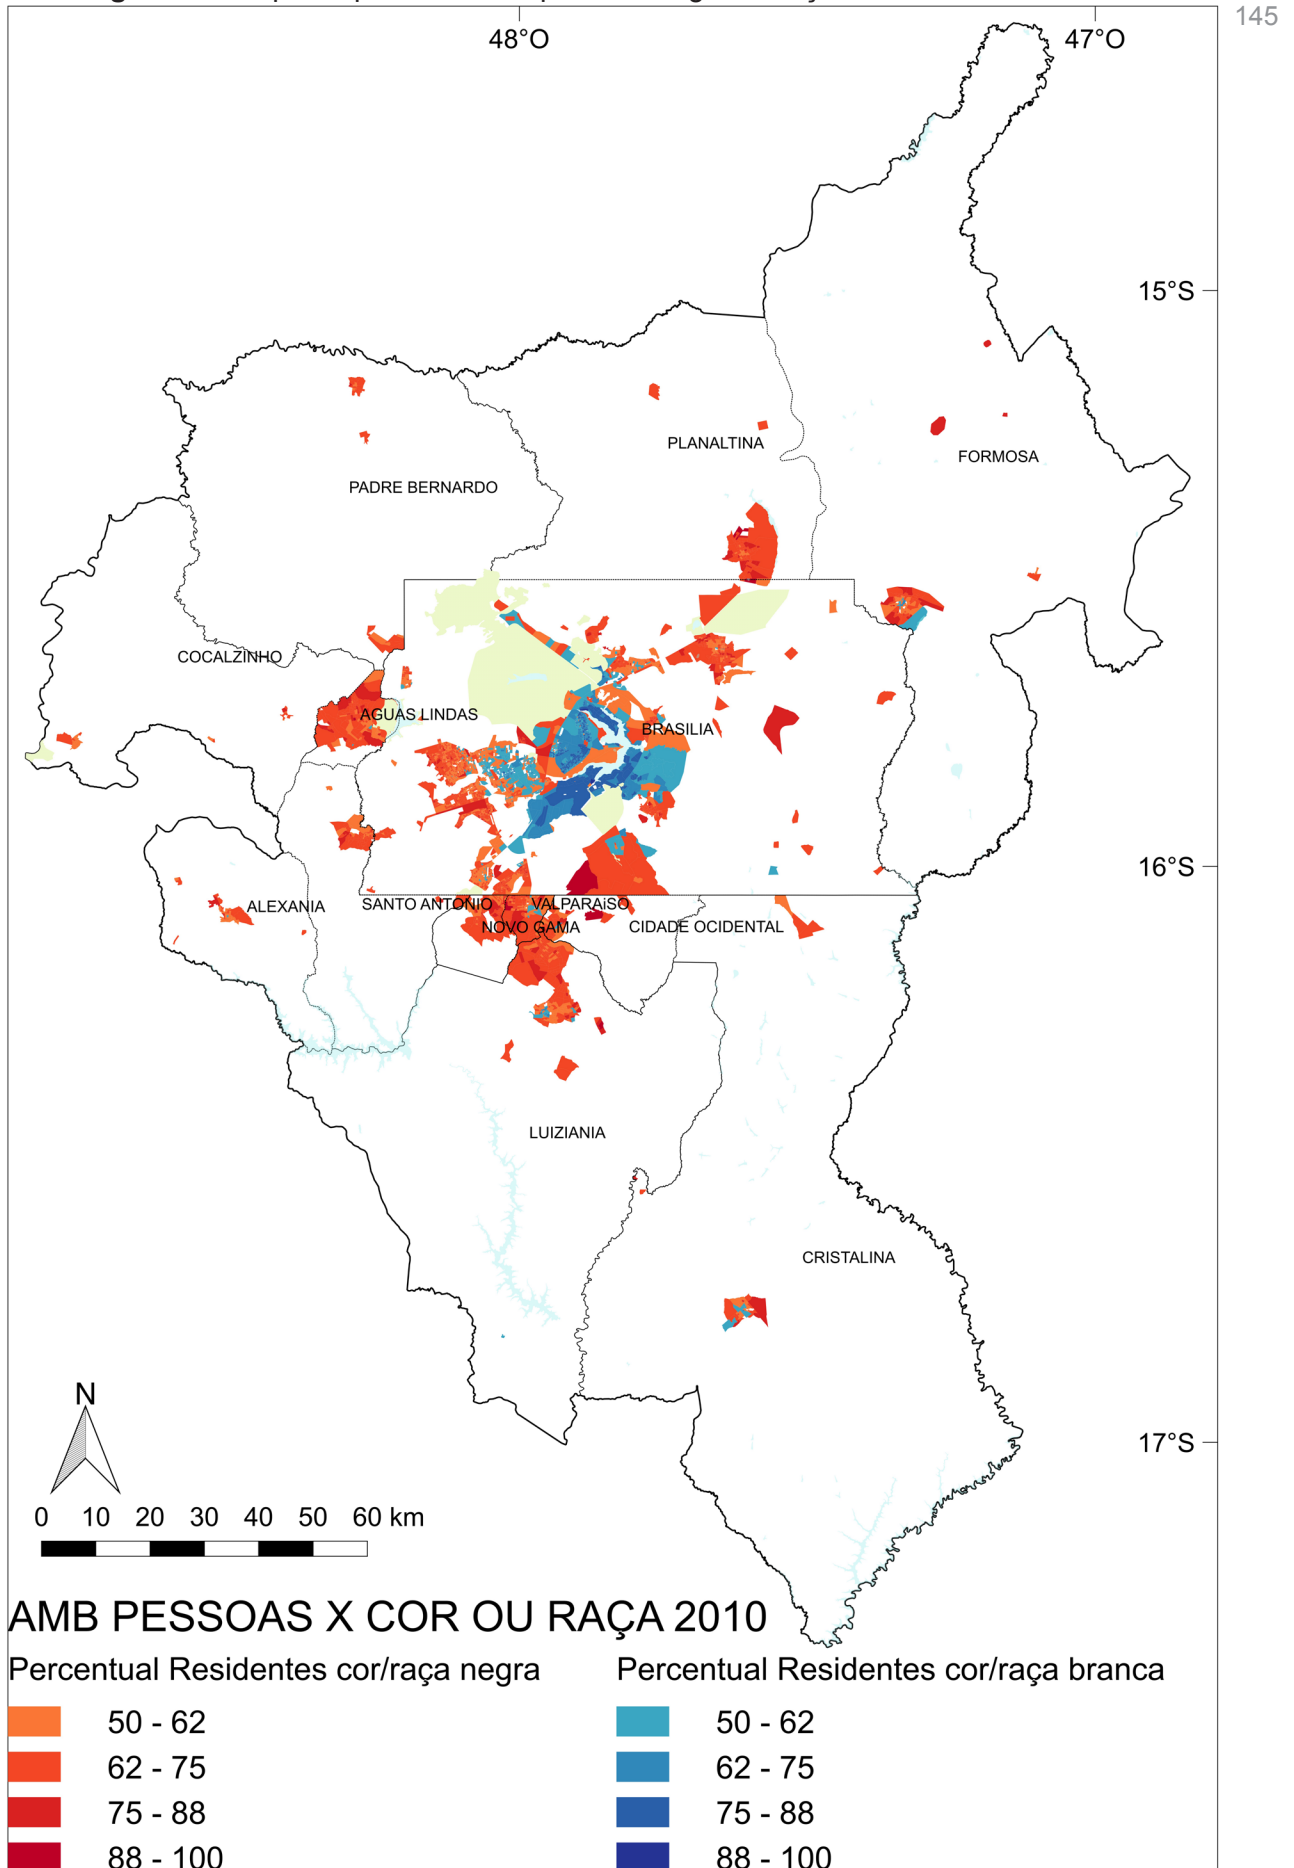 145
48°O
47°O
15°S
PLANALTINA
FORMOSA
PADRE BERNARDO
COCALZINHO
AGUAS LINDAS
BRASILIA
16°S
ALEXANIA
SANTO ANTONIO
VALPARAíSO
NOVO GAMA
CIDADE OCIDENTAL
LUIZIANIA
CRISTALINA
N
17°S
0 10 20 30 40 50 60 km
AMB PESSOAS X COR OU RAÇA 2010
Percentual Residentes cor/raça negra
50 - 62
62 - 75
75 - 88
88 - 100
Percentual Residentes cor/raça branca
50 - 62
62 - 75
75 - 88
88 - 100